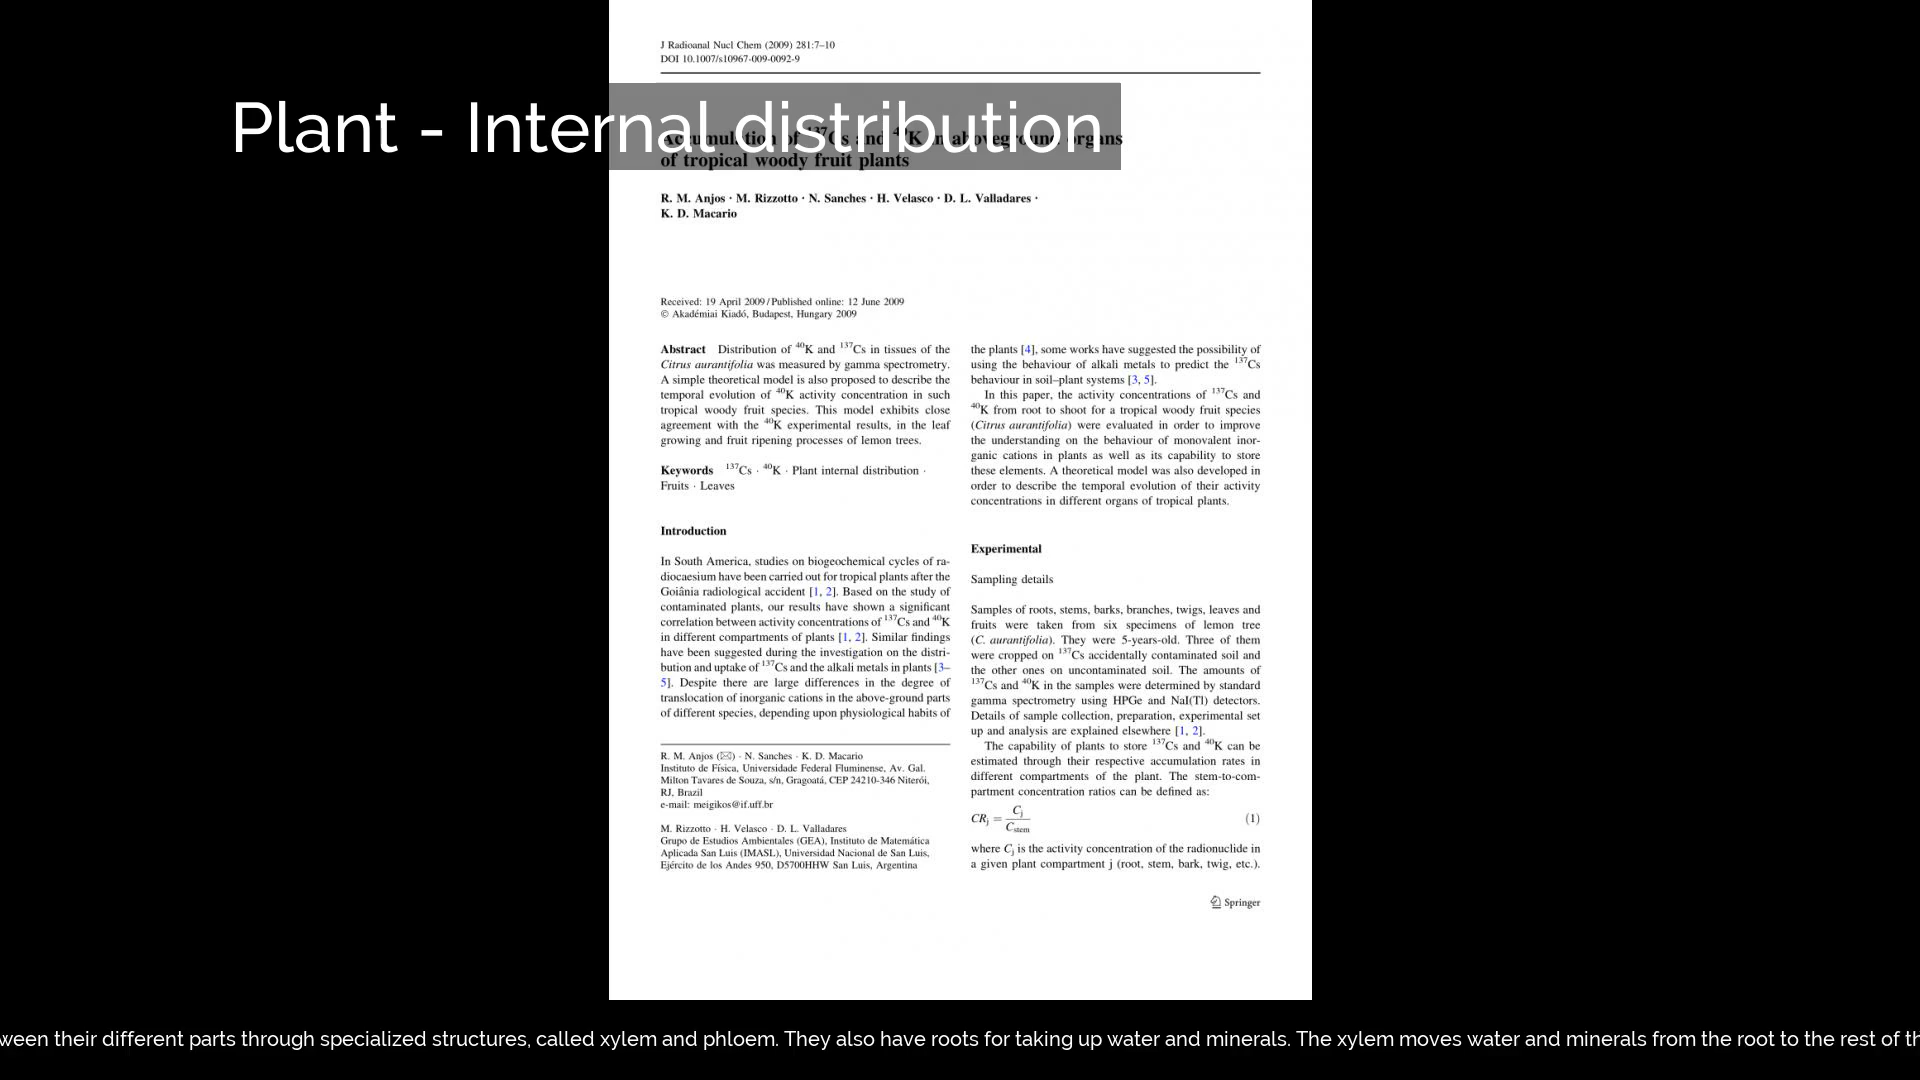 J Radioanal Nucl Chem (2009) 281:7–10
DOI 10.1007/s10967-009-0092-9
Plant - Internal distribution
Accumulation of 137Cs and 40K in aboveground organs
of tropical woody fruit plants
R. M. Anjos · M. Rizzotto · N. Sanches · H. Velasco · D. L. Valladares ·
K. D. Macario
Received: 19 April 2009 / Published online: 12 June 2009
© Akadémiai Kiadó, Budapest, Hungary 2009
Abstract Distribution of 40K and 137Cs in tissues of the
Citrus aurantifolia was measured by gamma spectrometry.
A simple theoretical model is also proposed to describe the
temporal evolution of 40K activity concentration in such
tropical woody fruit species. This model exhibits close
agreement with the 40K experimental results, in the leaf
growing and fruit ripening processes of lemon trees.
Keywords 137Cs · 40K · Plant internal distribution ·
Fruits · Leaves
Introduction
In South America, studies on biogeochemical cycles of ra-
diocaesium have been carried out for tropical plants after the
Goiânia radiological accident [1, 2]. Based on the study of
contaminated plants, our results have shown a significant
correlation between activity concentrations of 137Cs and 40K
in different compartments of plants [1, 2]. Similar findings
have been suggested during the investigation on the distri-
bution and uptake of 137Cs and the alkali metals in plants [3–
5]. Despite there are large differences in the degree of
translocation of inorganic cations in the above-ground parts
of different species, depending upon physiological habits of
R. M. Anjos (✉) · N. Sanches · K. D. Macario
Instituto de Física, Universidade Federal Fluminense, Av. Gal.
Milton Tavares de Souza, s/n, Gragoatá, CEP 24210-346 Niterói,
RJ, Brazil
e-mail: meigikos@if.uff.br
M. Rizzotto · H. Velasco · D. L. Valladares
Grupo de Estudios Ambientales (GEA), Instituto de Matemática
Aplicada San Luis (IMASL), Universidad Nacional de San Luis,
Ejército de los Andes 950, D5700HHW San Luis, Argentina
the plants [4], some works have suggested the possibility of
using the behaviour of alkali metals to predict the 137Cs
behaviour in soil–plant systems [3, 5].
In this paper, the activity concentrations of 137Cs and
40K from root to shoot for a tropical woody fruit species
(Citrus aurantifolia) were evaluated in order to improve
the understanding on the behaviour of monovalent inor-
ganic cations in plants as well as its capability to store
these elements. A theoretical model was also developed in
order to describe the temporal evolution of their activity
concentrations in different organs of tropical plants.
Experimental
Sampling details
Samples of roots, stems, barks, branches, twigs, leaves and
fruits were taken from six specimens of lemon tree
(C. aurantifolia). They were 5-years-old. Three of them
were cropped on 137Cs accidentally contaminated soil and
the other ones on uncontaminated soil. The amounts of
137Cs and 40K in the samples were determined by standard
gamma spectrometry using HPGe and NaI(Tl) detectors.
Details of sample collection, preparation, experimental set
up and analysis are explained elsewhere [1, 2].
The capability of plants to store 137Cs and 40K can be
estimated through their respective accumulation rates in
different compartments of the plant. The stem-to-com-
partment concentration ratios can be defined as:
CRj = Cj / Cstem (1)
where Cj is the activity concentration of the radionuclide in
a given plant compartment j (root, stem, bark, twig, etc.).
Springer
ween their different parts through specialized structures, called xylem and phloem. They also have roots for taking up water and minerals. The xylem moves water and minerals from the root to the rest of th